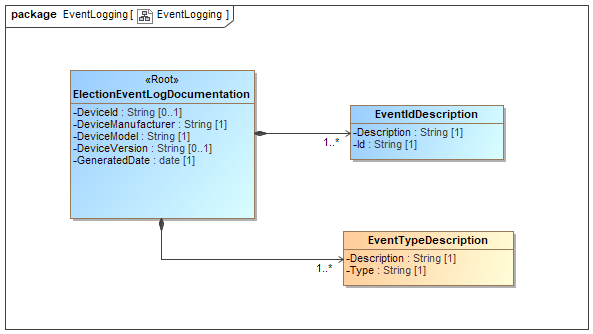 package EventLogging [ EventLogging ]
«Root»
ElectionEventLogDocumentation
-DeviceId : String [0..1]
-DeviceManufacturer : String [1]
-DeviceModel : String [1]
-DeviceVersion : String [0..1]
-GeneratedDate : date [1]
EventIdDescription
-Description : String [1]
-Id : String [1]
1..*
EventTypeDescription
-Description : String [1]
-Type : String [1]
1..*